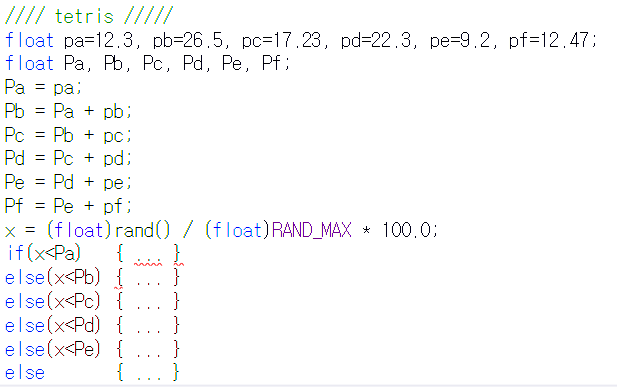 //// tetris /////
float pa=12.3, pb=26.5, pc=17.23, pd=22.3, pe=9.2, pf=12.47;
float Pa, Pb, Pc, Pd, Pe, Pf;
Pa = pa;
Pb = Pa + pb;
Pc = Pb + pc;
Pd = Pc + pd;
Pe = Pd + pe;
Pf = Pe + pf;
x = (float)rand() / (float)RAND_MAX * 100.0;
if(x<Pa) { ... }
else(x<Pb) { ... }
else(x<Pc) { ... }
else(x<Pd) { ... }
else(x<Pe) { ... }
else { ... }